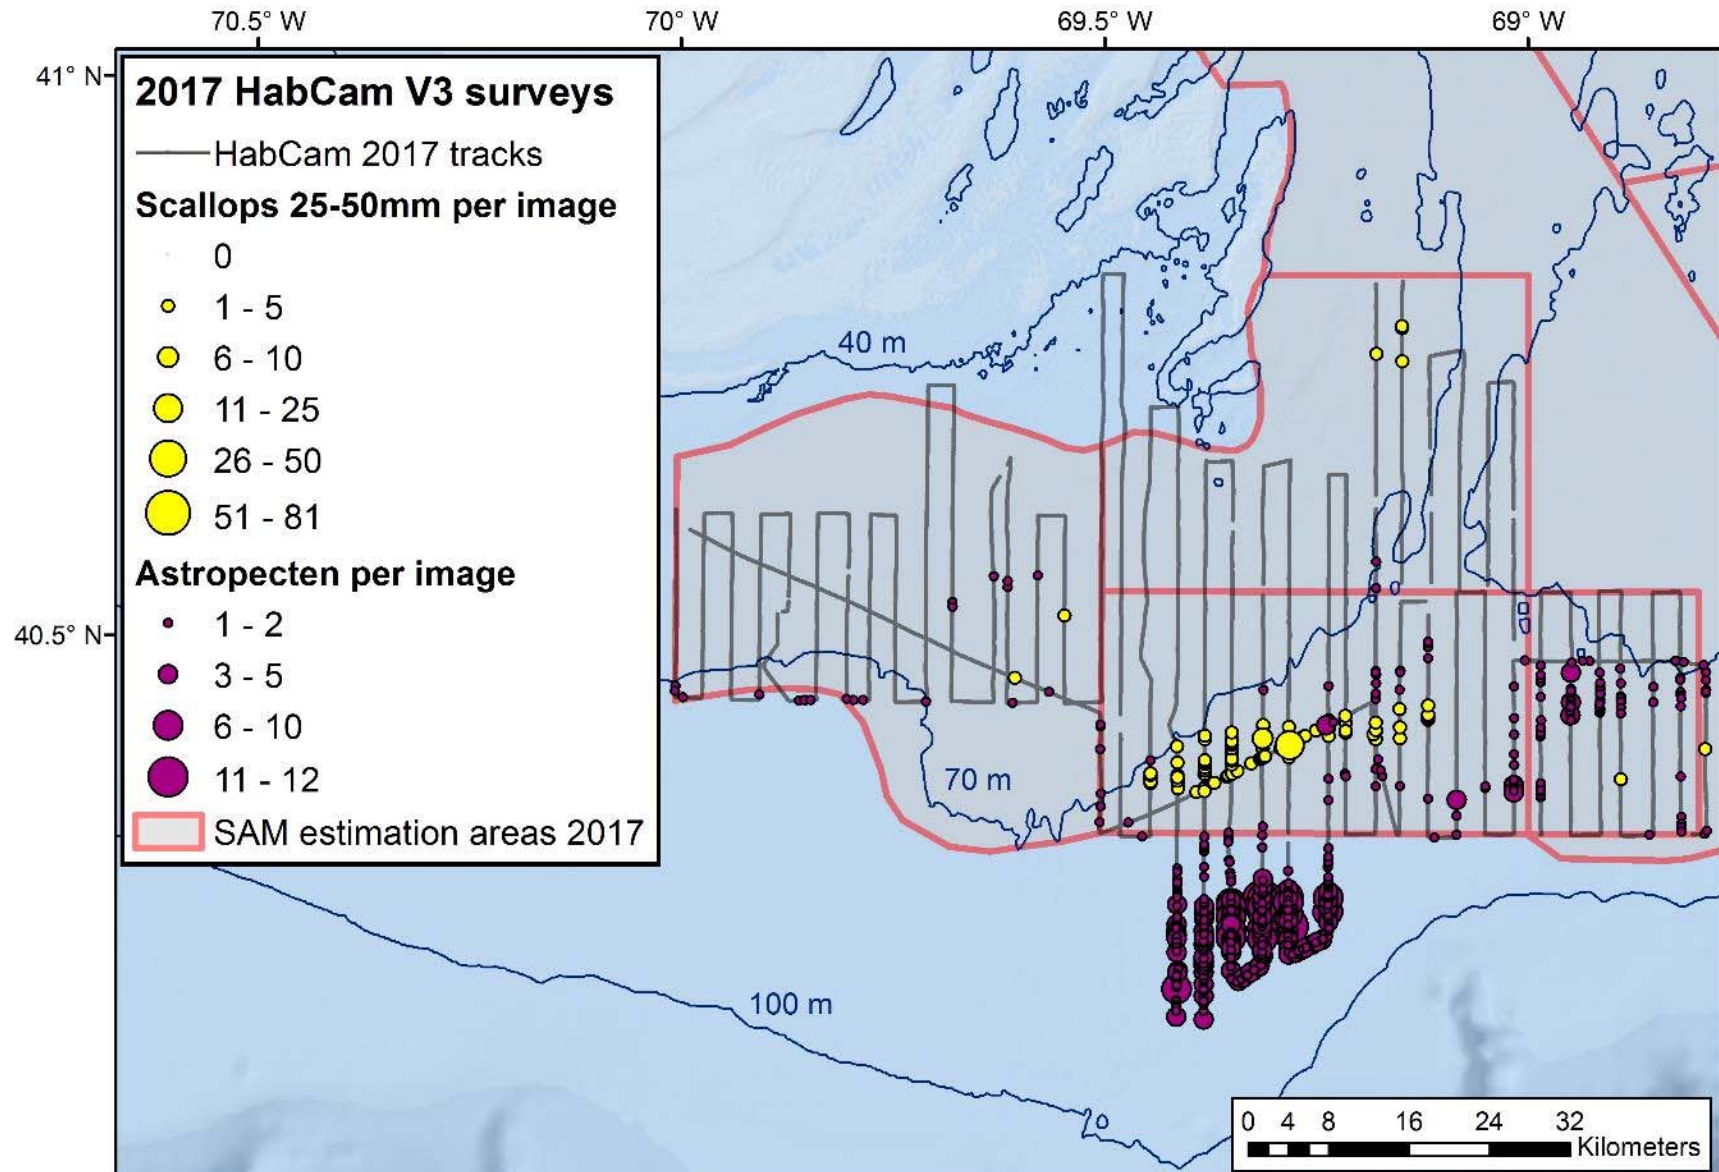 70.5° W
70° W
69.5° W
69° W
41° N
40.5° N
2017 HabCam V3 surveys
HabCam 2017 tracks
Scallops 25-50mm per image
0
1 - 5
6 - 10
11 - 25
26 - 50
51 - 81
Astropecten per image
1 - 2
3 - 5
6 - 10
11 - 12
SAM estimation areas 2017
40 m
70 m
100 m
0 4 8 16 24 32
Kilometers